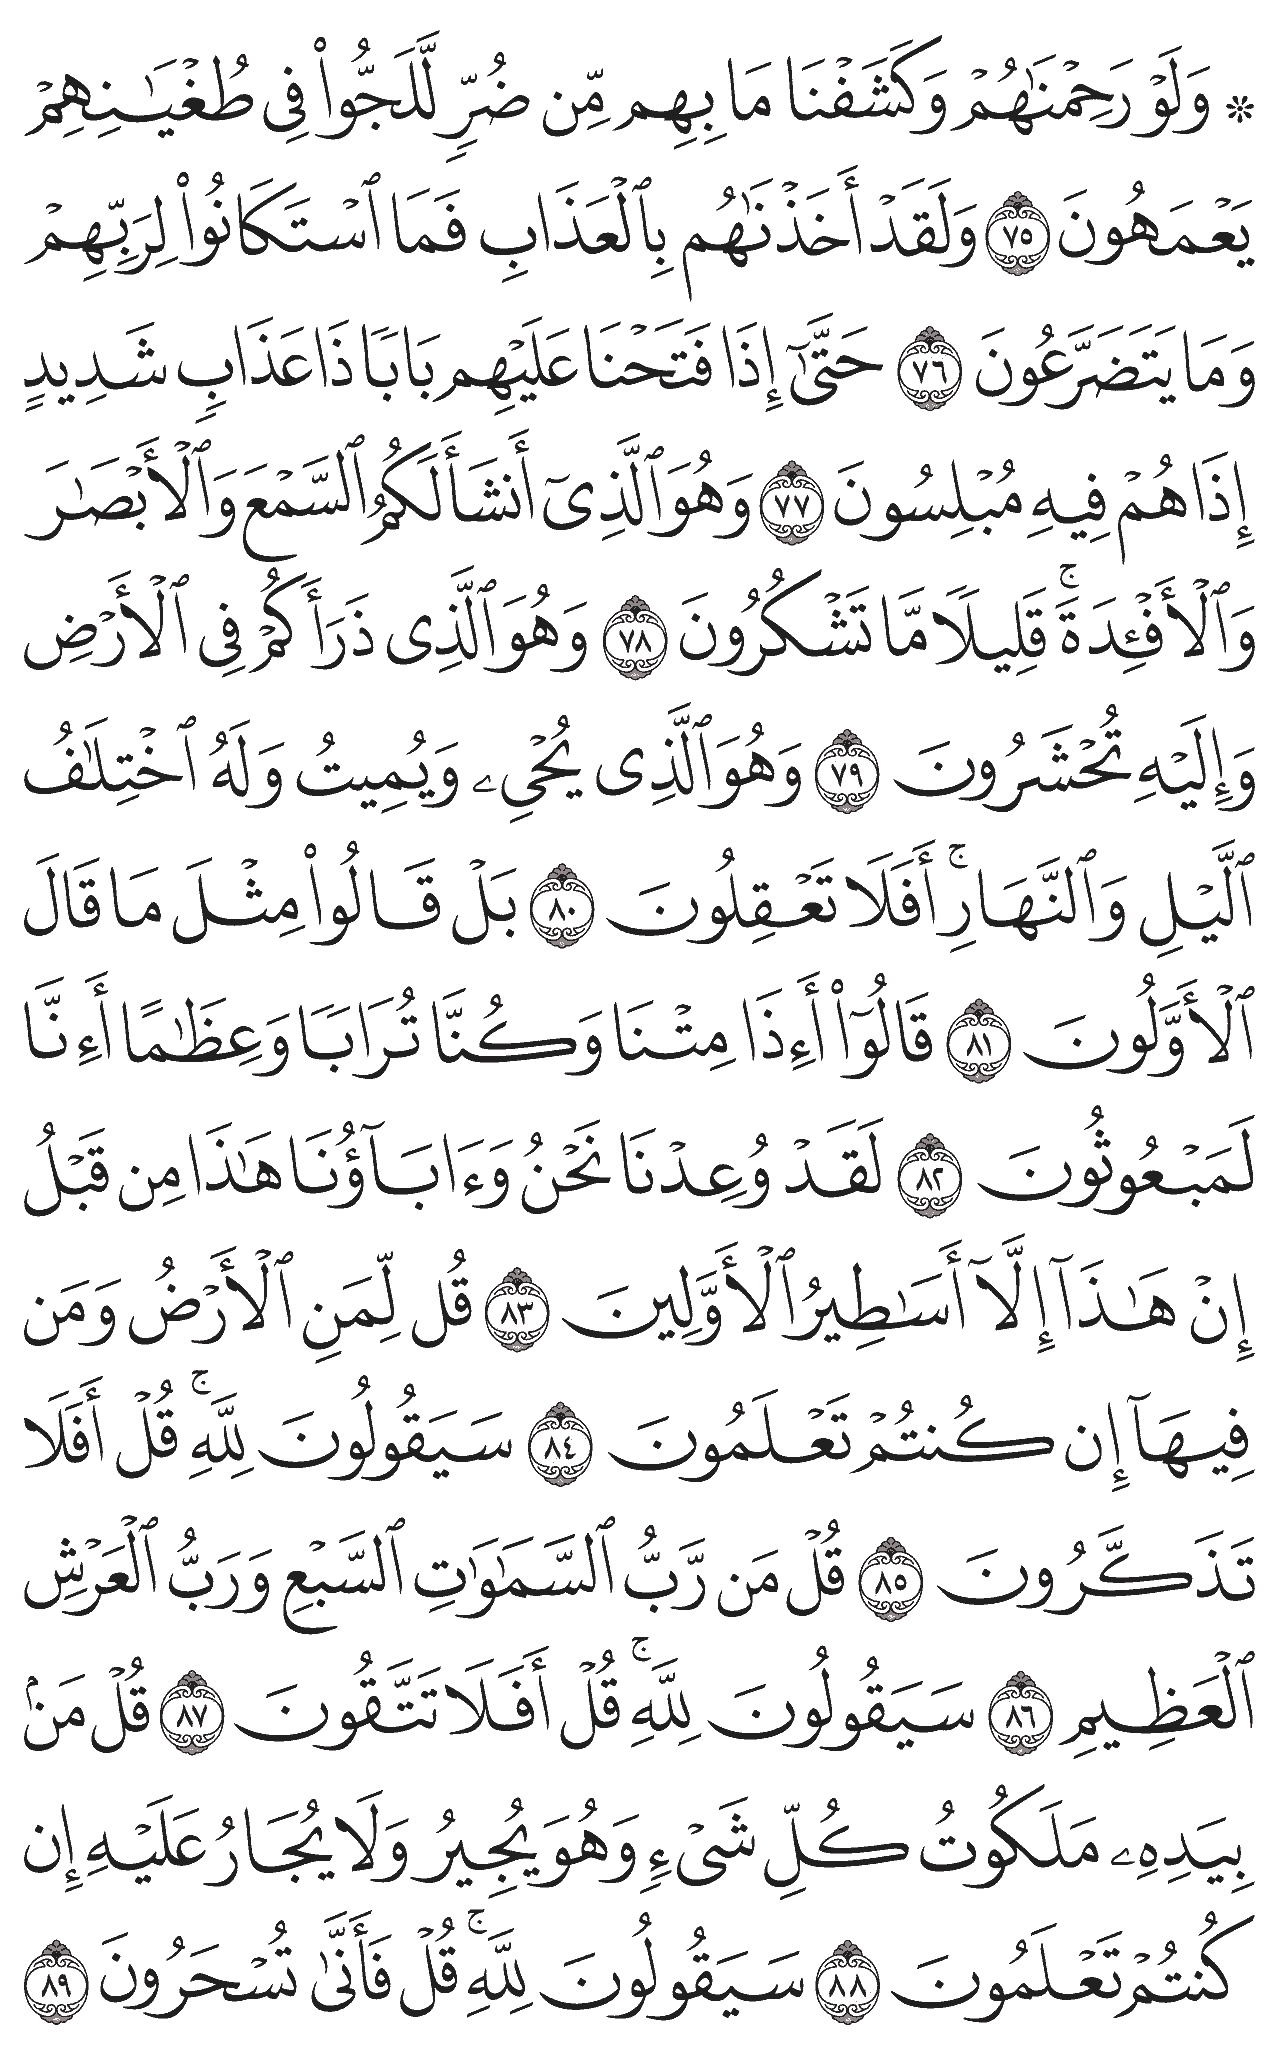 ۞ وَلَوْ رَحِمْنَٰهُمْ وَكَشَفْنَا مَا بِهِم مِّن ضُرٍّ لَّلَجُّوا۟ فِى طُغْيَٰنِهِمْ
يَعْمَهُونَ ٧٥ وَلَقَدْ أَخَذْنَٰهُم بِٱلْعَذَابِ فَمَا ٱسْتَكَانُوا۟ لِرَبِّهِمْ
وَمَا يَتَضَرَّعُونَ ٧٦ حَتَّىٰٓ إِذَا فَتَحْنَا عَلَيْهِم بَابًا ذَا عَذَابٍ شَدِيدٍ
إِذَا هُمْ فِيهِ مُبْلِسُونَ ٧٧ وَهُوَ ٱلَّذِىٓ أَنشَأَ لَكُمُ ٱلسَّمْعَ وَٱلْأَبْصَٰرَ
وَٱلْأَفْـِٔدَةَ ۚ قَلِيلًا مَّا تَشْكُرُونَ ٧٨ وَهُوَ ٱلَّذِى ذَرَأَكُمْ فِى ٱلْأَرْضِ
وَإِلَيْهِ تُحْشَرُونَ ٧٩ وَهُوَ ٱلَّذِى يُحْىِۦ وَيُمِيتُ وَلَهُ ٱخْتِلَٰفُ
ٱلَّيْلِ وَٱلنَّهَارِ ۚ أَفَلَا تَعْقِلُونَ ٨٠ بَلْ قَالُوا۟ مِثْلَ مَا قَالَ
ٱلْأَوَّلُونَ ٨١ قَالُوٓا۟ أَءِذَا مِتْنَا وَكُنَّا تُرَابًا وَعِظَٰمًا أَءِنَّا
لَمَبْعُوثُونَ ٨٢ لَقَدْ وُعِدْنَا نَحْنُ وَءَابَآؤُنَا هَٰذَا مِن قَبْلُ
إِنْ هَٰذَآ إِلَّآ أَسَٰطِيرُ ٱلْأَوَّلِينَ ٨٣ قُل لِّمَنِ ٱلْأَرْضُ وَمَن
فِيهَآ إِن كُنتُمْ تَعْلَمُونَ ٨٤ سَيَقُولُونَ لِلَّهِ ۚ قُلْ أَفَلَا
تَذَكَّرُونَ ٨٥ قُلْ مَن رَّبُّ ٱلسَّمَٰوَٰتِ ٱلسَّبْعِ وَرَبُّ ٱلْعَرْشِ
ٱلْعَظِيمِ ٨٦ سَيَقُولُونَ لِلَّهِ ۚ قُلْ أَفَلَا تَتَّقُونَ ٨٧ قُلْ مَنۢ
بِيَدِهِۦ مَلَكُوتُ كُلِّ شَىْءٍ وَهُوَ يُجِيرُ وَلَا يُجَارُ عَلَيْهِ إِن
كُنتُمْ تَعْلَمُونَ ٨٨ سَيَقُولُونَ لِلَّهِ ۚ قُلْ فَأَنَّىٰ تُسْحَرُونَ ٨٩